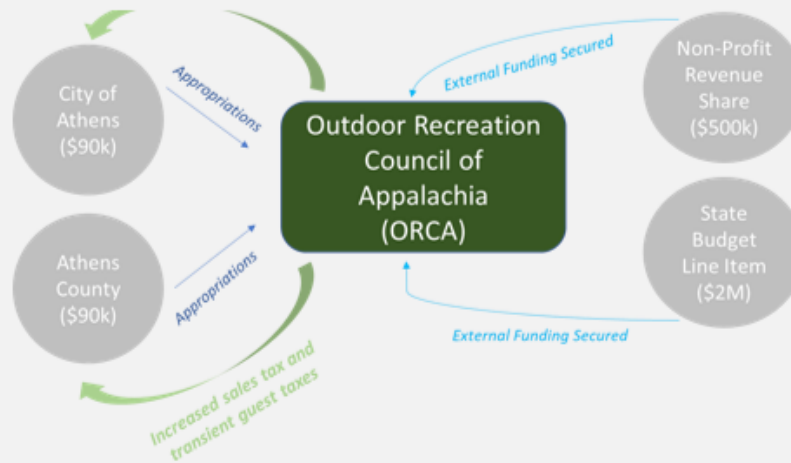 City of
Athens
($90k)
Appropriations
External Funding Secured
Non-Profit
Revenue
Share
($500k)
Outdoor Recreation
Council of
Appalachia
(ORCA)
Athens
County
($90k)
Appropriations
State
Budget
Line Item
($2M)
External Funding Secured
Increased sales tax and
transient guest taxes